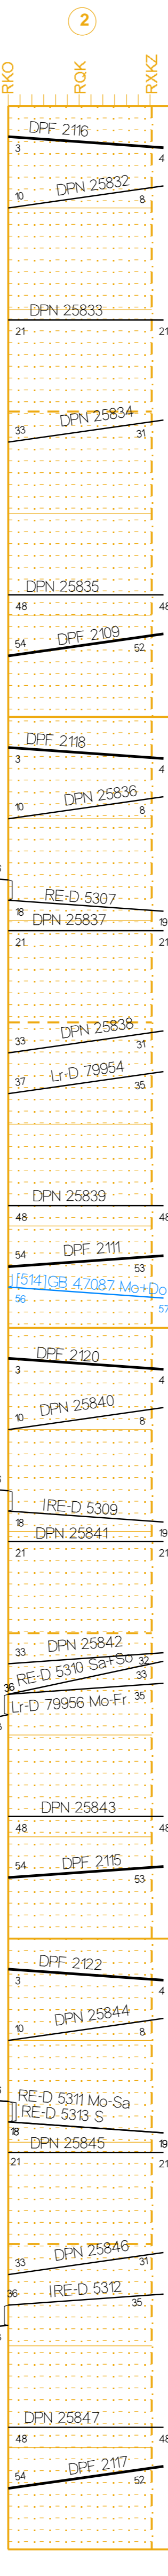 2
RKO RQK RXKZ
DPF 2116
3 4
DPN 25832
10 8
DPN 25833
21 21
DPN 25834
33 31
DPN 25835
48 48
DPF 2109
54 52
DPF 2118
3 4
DPN 25836
10 8
RE-D 5307
18 19
DPN 25837
21 21
DPN 25838
33 31
Lr-D 79954
37 35
DPN 25839
48 48
DPF 2111
54 53
1[514]GB 47087 Mo+Do
56 57
DPF 2120
3 4
DPN 25840
10 8
IRE-D 5309
18 19
DPN 25841
21 21
DPN 25842
33 32
RE-D 5310 Sa+So
36 33
Lr-D 79956 Mo-Fr
35
DPN 25843
48 48
DPF 2115
54 53
DPF 2122
3 4
DPN 25844
10 8
RE-D 5311 Mo-Sa
RE-D 5313 S
18 19
DPN 25845
21 21
DPN 25846
33 31
IRE-D 5312
36 35
DPN 25847
48 48
DPF 2117
54 52